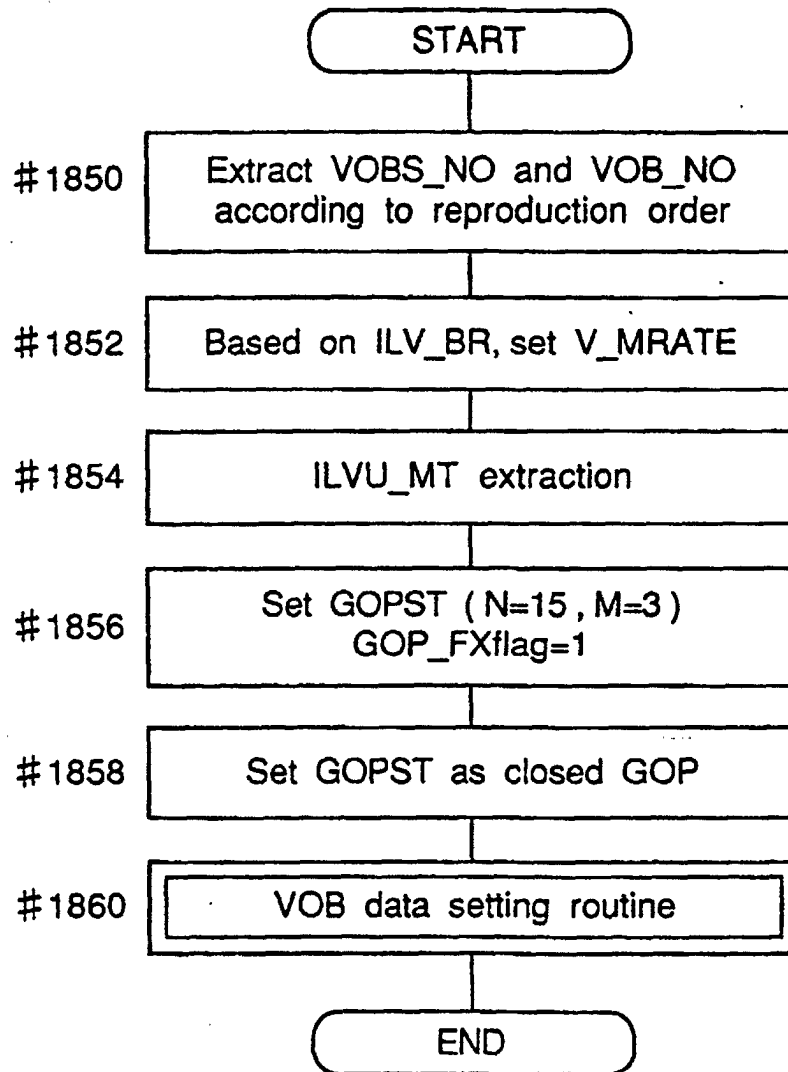 START
#1850
Extract VOBS_NO and VOB_NO
according to reproduction order
#1852
Based on ILV_BR, set V_MRATE
#1854
ILVU_MT extraction
#1856
Set GOPST (N=15, M=3)
GOP_FXflag=1
#1858
Set GOPST as closed GOP
#1860
VOB data setting routine
END